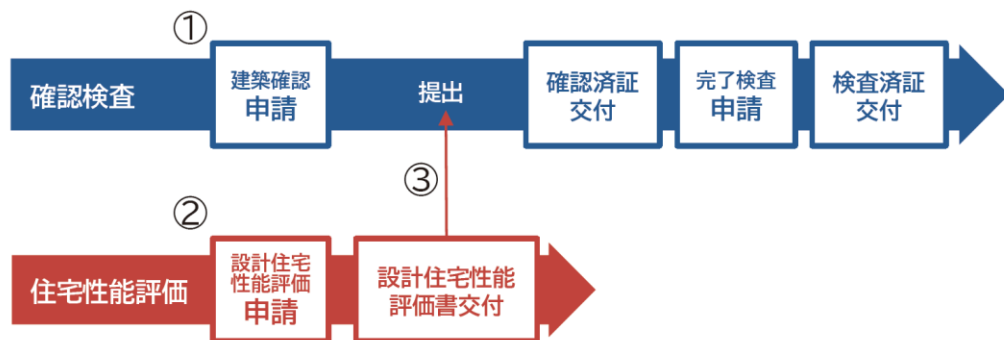 ①
確認検査
建築確認
申請
提出
確認済証
交付
完了検査
申請
検査済証
交付
③
②
住宅性能評価
設計住宅
性能評価
申請
設計住宅性能
評価書交付